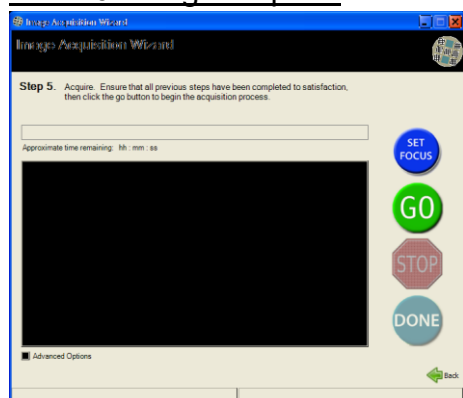 Image Acquisition Wizard
Image Acquisition Wizard
Step 5. Acquire. Ensure that all previous steps have been completed to satisfaction,
then click the go button to begin the acquisition process.
Approximate time remaining: hh : mm : ss
SET
FOCUS
GO
STOP
DONE
Advanced Options
Back